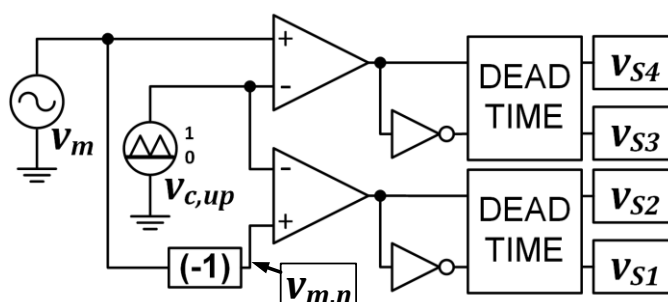 +
-
v_m
1
0
v_{c,up}
DEAD
TIME
v_{S4}
v_{S3}
-
+
DEAD
TIME
v_{S2}
v_{S1}
(-1)
v_{m,n}